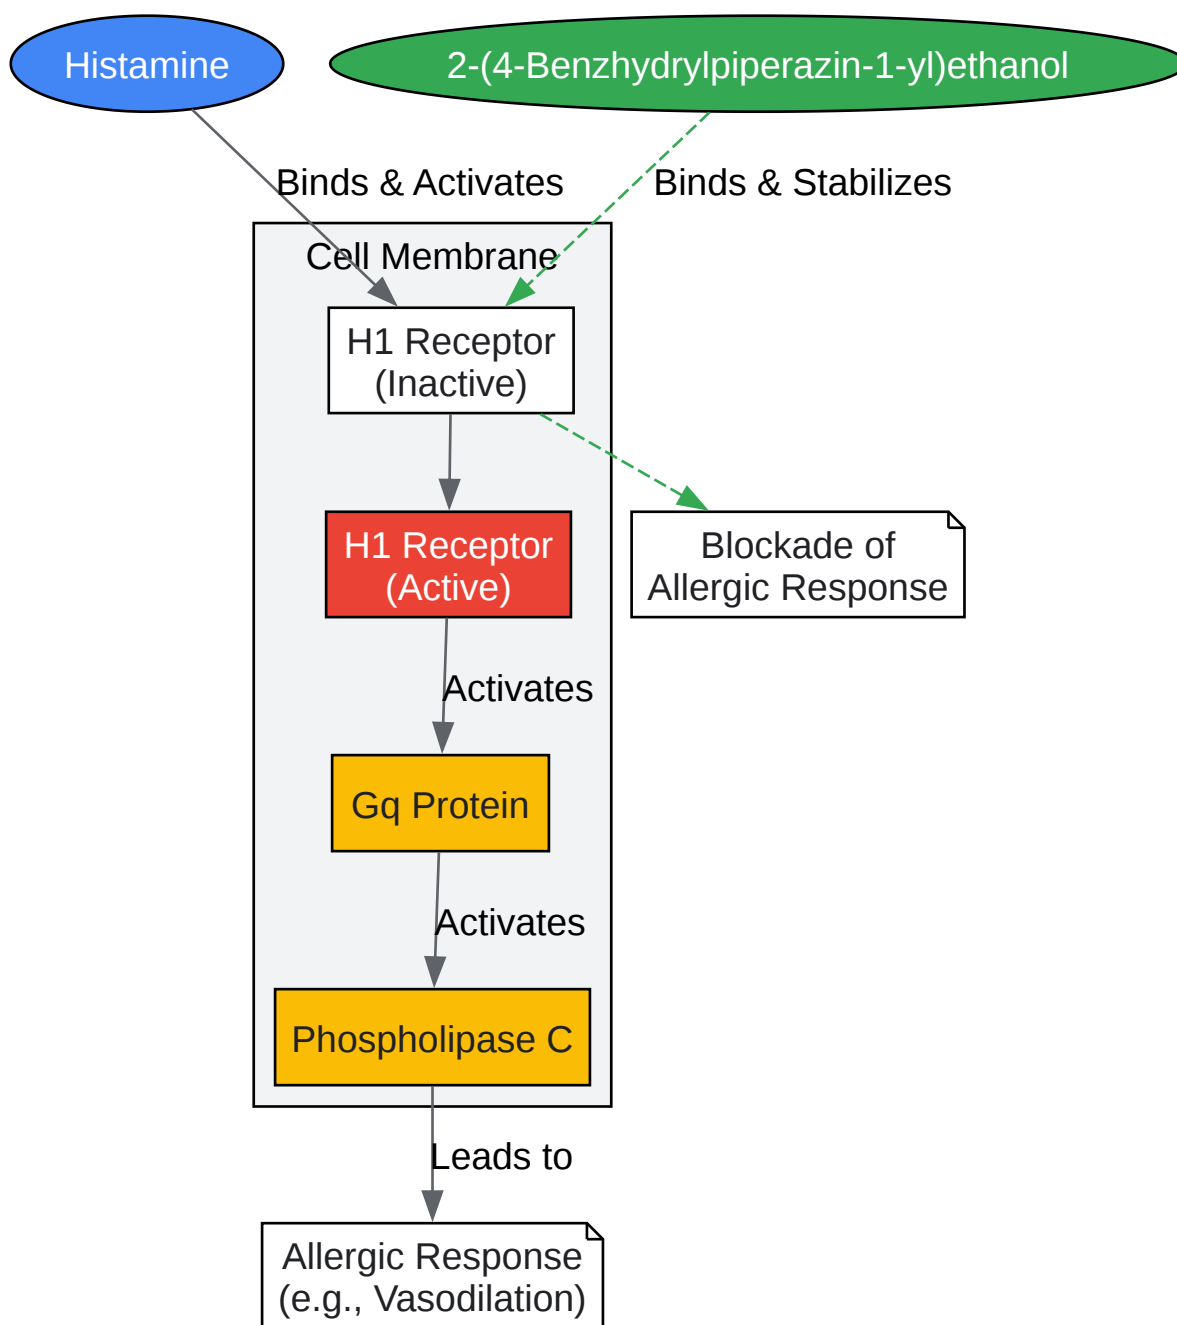 Histamine
2-(4-Benzhydrylpiperazin-1-yl)ethanol
Binds & Activates
Binds & Stabilizes
Cell Membrane
H1 Receptor
(Inactive)
H1 Receptor
(Active)
Blockade of
Allergic Response
Activates
Gq Protein
Activates
Phospholipase C
Leads to
Allergic Response
(e.g., Vasodilation)